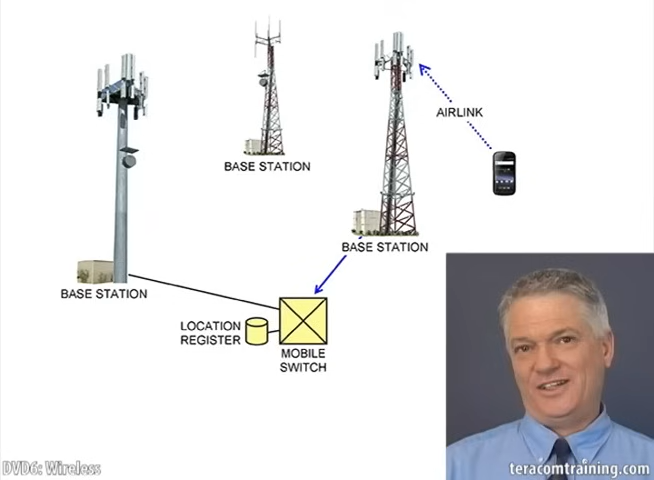 AIRLINK
BASE STATION
BASE STATION
BASE STATION
LOCATION
REGISTER
MOBILE
SWITCH
DVD6: Wireless
teracomtraining.com